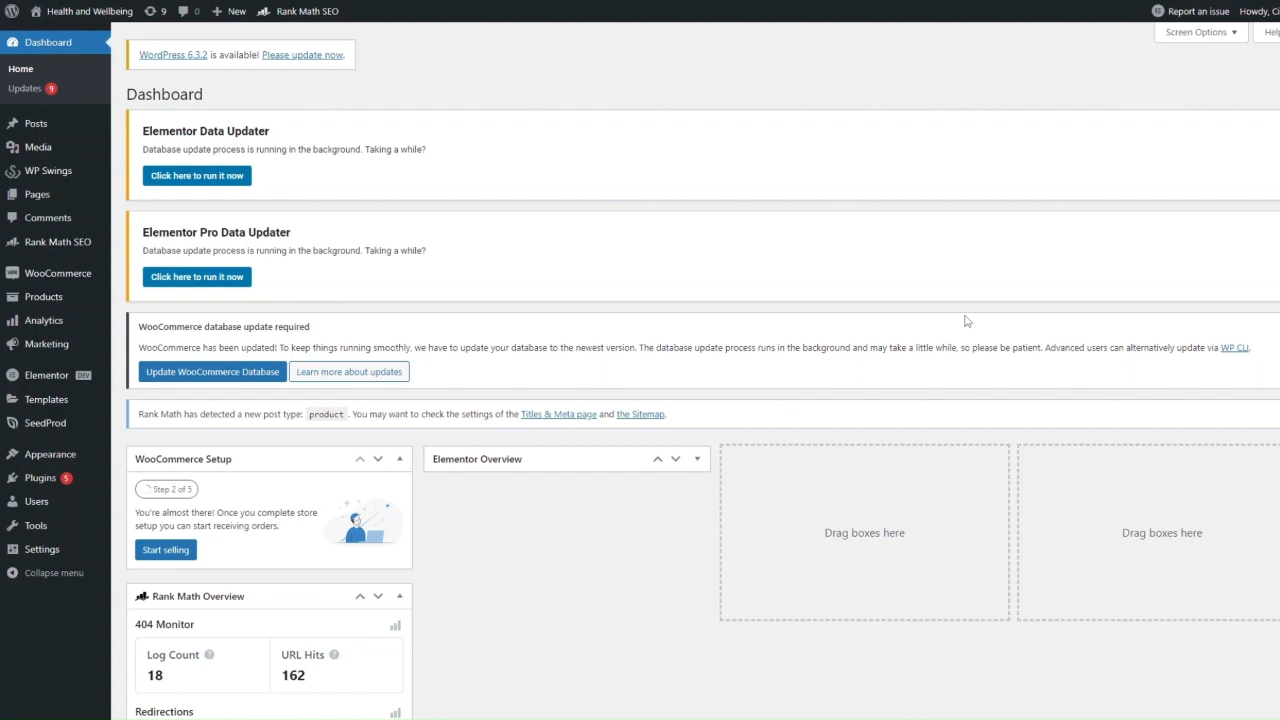 Health and Wellbeing 9 0 New Rank Math SEO Report an issue Howdy,
Dashboard
Home
Updates 9
Posts
Media
WP Swings
Pages
Comments
Rank Math SEO
WooCommerce
Products
Analytics
Marketing
Elementor DEV
Templates
SeedProd
Appearance
Plugins 5
Users
Tools
Settings
Collapse menu
Screen Options
WordPress 6.3.2 is available! Please update now.
Dashboard
Elementor Data Updater
Database update process is running in the background. Taking a while?
Click here to run it now
Elementor Pro Data Updater
Database update process is running in the background. Taking a while?
Click here to run it now
WooCommerce database update required
WooCommerce has been updated! To keep things running smoothly, we have to update your database to the newest version. The database update process runs in the background and may take a little while, so please be patient. Advanced users can alternatively update via WP CLI.
Update WooCommerce Database Learn more about updates
Rank Math has detected a new post type: product . You may want to check the settings of the Titles & Meta page and the Sitemap.
WooCommerce Setup
Step 2 of 5
You're almost there! Once you complete store
setup you can start receiving orders.
Start selling
Elementor Overview
Drag boxes here
Drag boxes here
Rank Math Overview
404 Monitor
Log Count ? URL Hits ?
18 162
Redirections